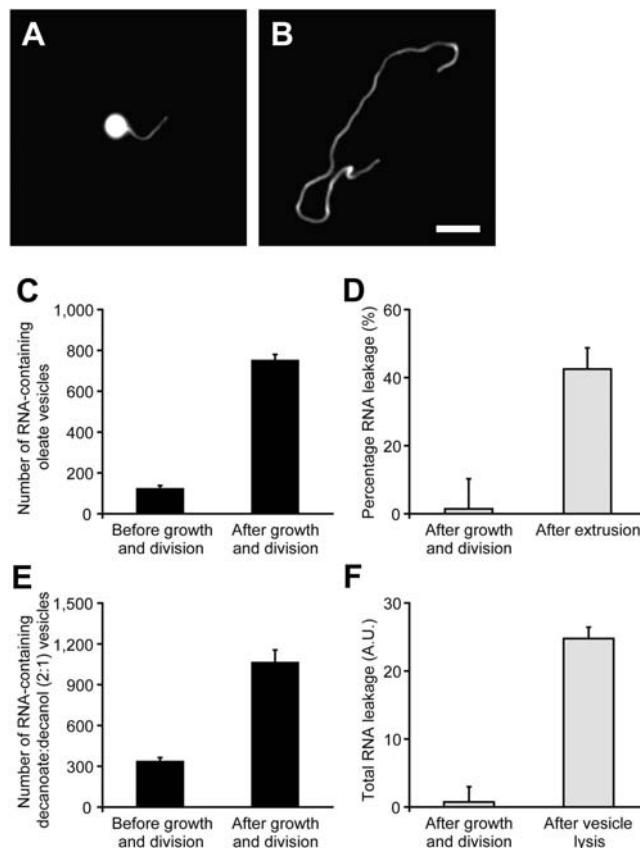 A
B
C
Number of RNA-containing
oleate vesicles
1,000
800
600
400
200
0
Before growth
and division
After growth
and division
D
Percentage RNA leakage (%)
60
40
20
0
After growth
and division
After extrusion
E
Number of RNA-containing
decanoate:decanol (2:1) vesicles
1,500
1,200
900
600
300
0
Before growth
and division
After growth
and division
F
Total RNA leakage (A.U.)
30
20
10
0
After growth
and division
After vesicle
lysis